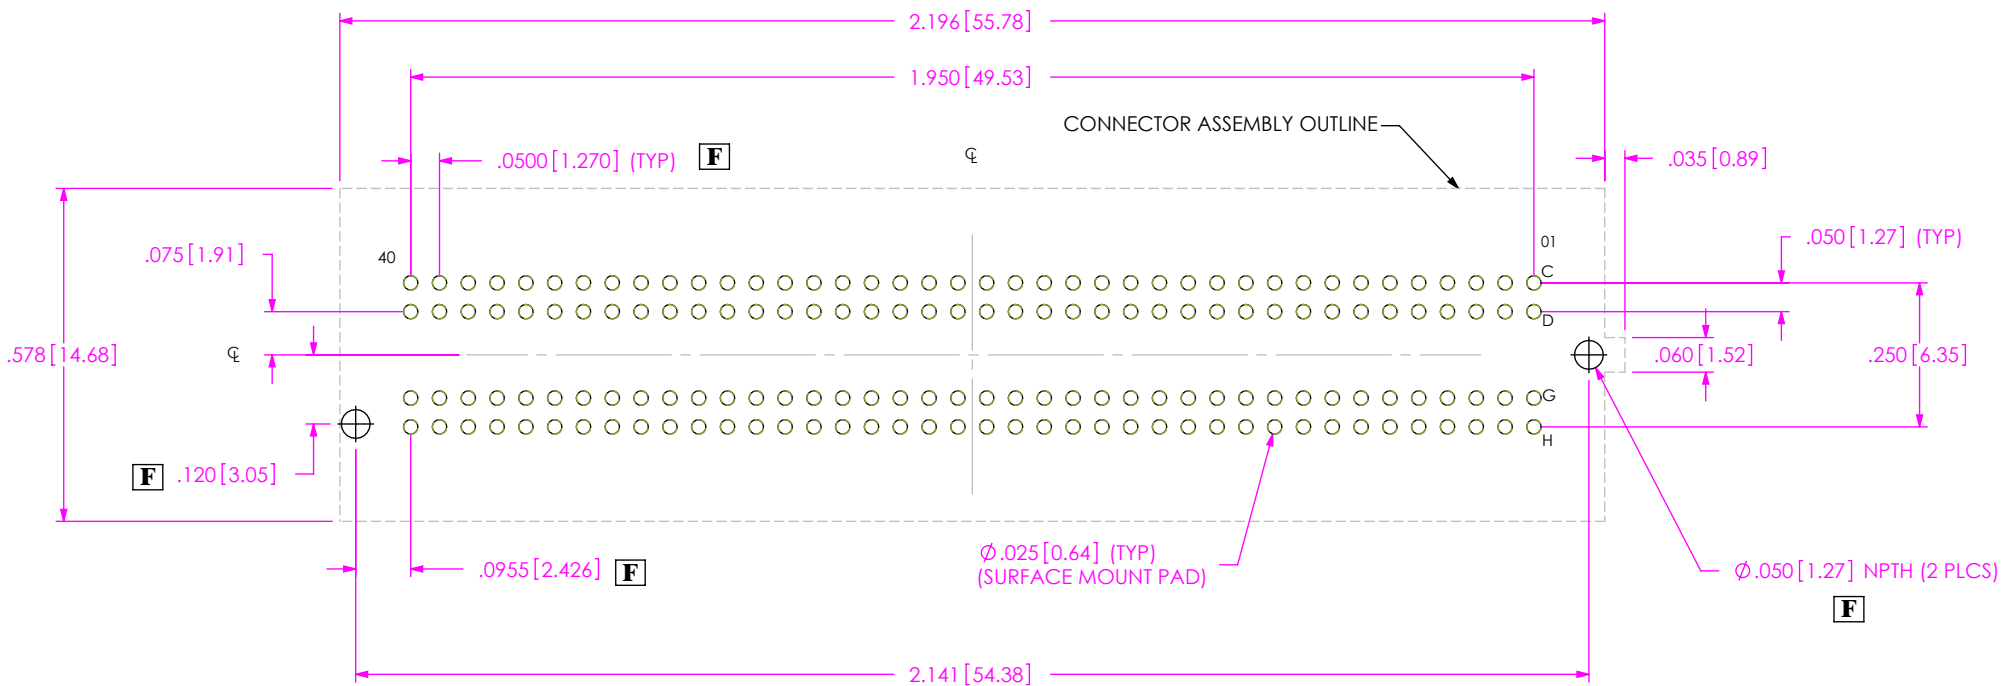 2.196 [55.78]
1.950 [49.53]
CONNECTOR ASSEMBLY OUTLINE
.0500 [1.270] (TYP) F
℄
.035 [0.89]
.075 [1.91]
40
01
.050 [1.27] (TYP)
C
D
.578 [14.68]
℄
.060 [1.52]
.250 [6.35]
G
H
F .120 [3.05]
.0955 [2.426] F
Ø.025 [0.64] (TYP)
(SURFACE MOUNT PAD)
Ø.050 [1.27] NPTH (2 PLCS)
F
2.141 [54.38]